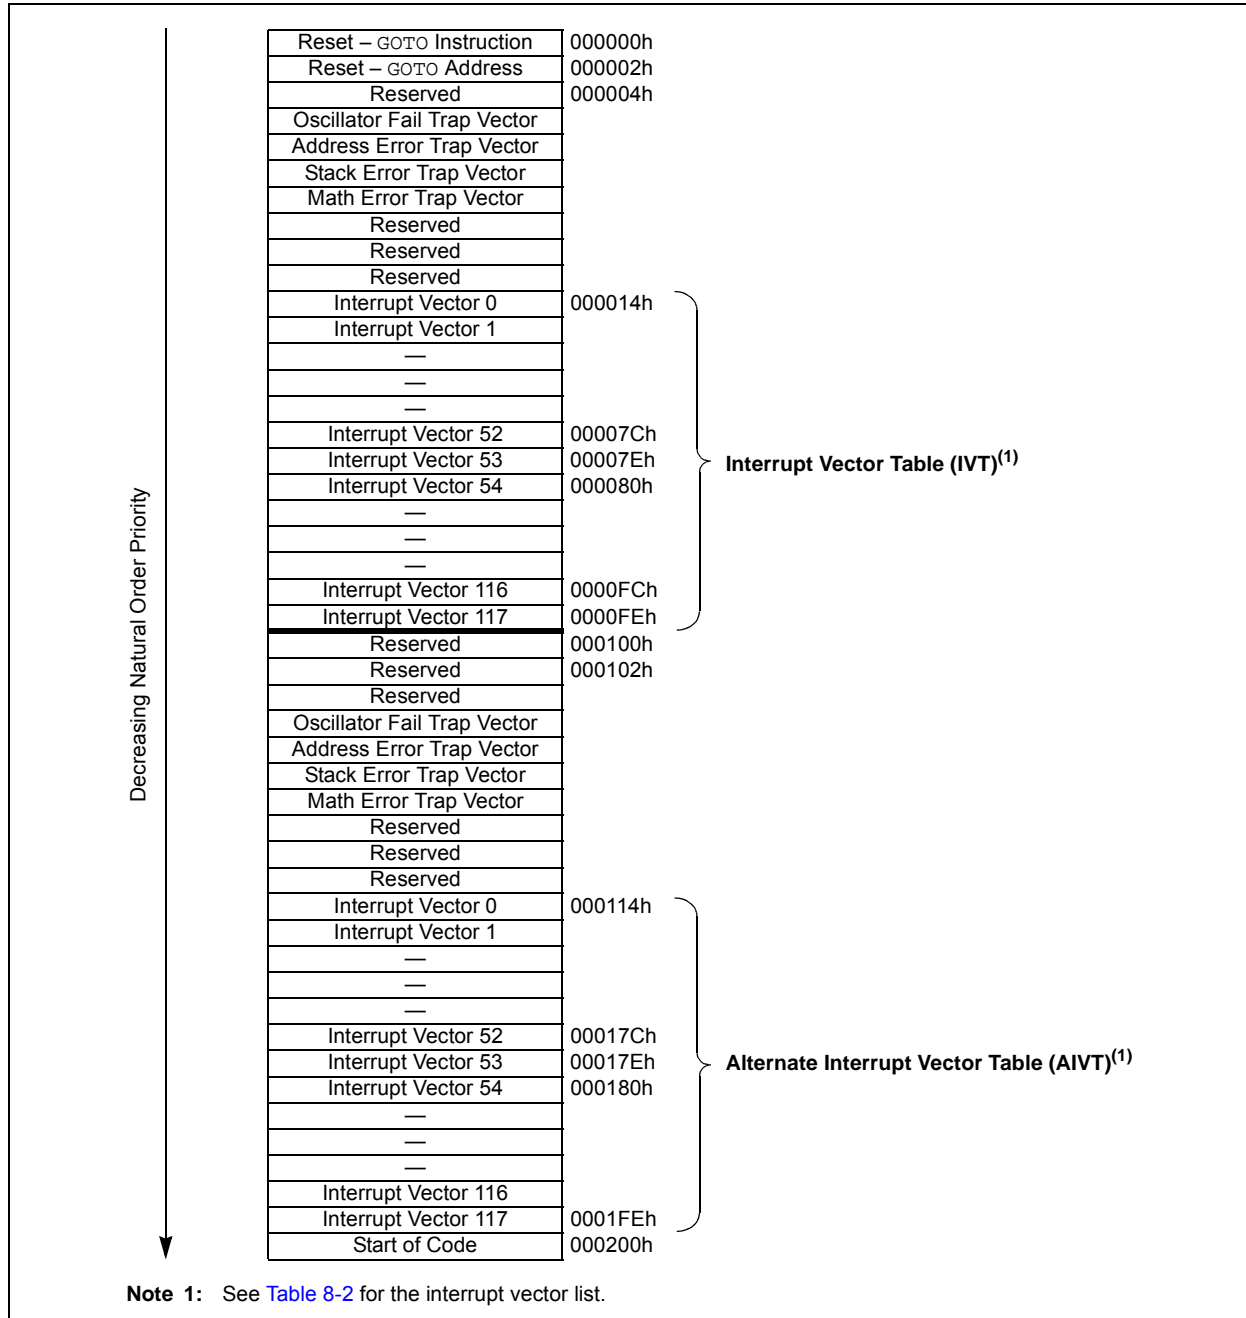 Reset – GOTO Instruction 000000h
Reset – GOTO Address 000002h
Reserved 000004h
Oscillator Fail Trap Vector
Address Error Trap Vector
Stack Error Trap Vector
Math Error Trap Vector
Reserved
Reserved
Reserved
Interrupt Vector 0 000014h
Interrupt Vector 1
—
—
—
Interrupt Vector 52 00007Ch
Interrupt Vector 53 00007Eh
Interrupt Vector 54 000080h
—
—
—
Interrupt Vector 116 0000FCh
Interrupt Vector 117 0000FEh
Interrupt Vector Table (IVT)(1)
Decreasing Natural Order Priority
Reserved 000100h
Reserved 000102h
Reserved
Oscillator Fail Trap Vector
Address Error Trap Vector
Stack Error Trap Vector
Math Error Trap Vector
Reserved
Reserved
Reserved
Interrupt Vector 0 000114h
Interrupt Vector 1
—
—
—
Interrupt Vector 52 00017Ch
Interrupt Vector 53 00017Eh
Interrupt Vector 54 000180h
—
—
—
Interrupt Vector 116
Interrupt Vector 117 0001FEh
Alternate Interrupt Vector Table (AIVT)(1)
Start of Code 000200h
Note 1: See Table 8-2 for the interrupt vector list.